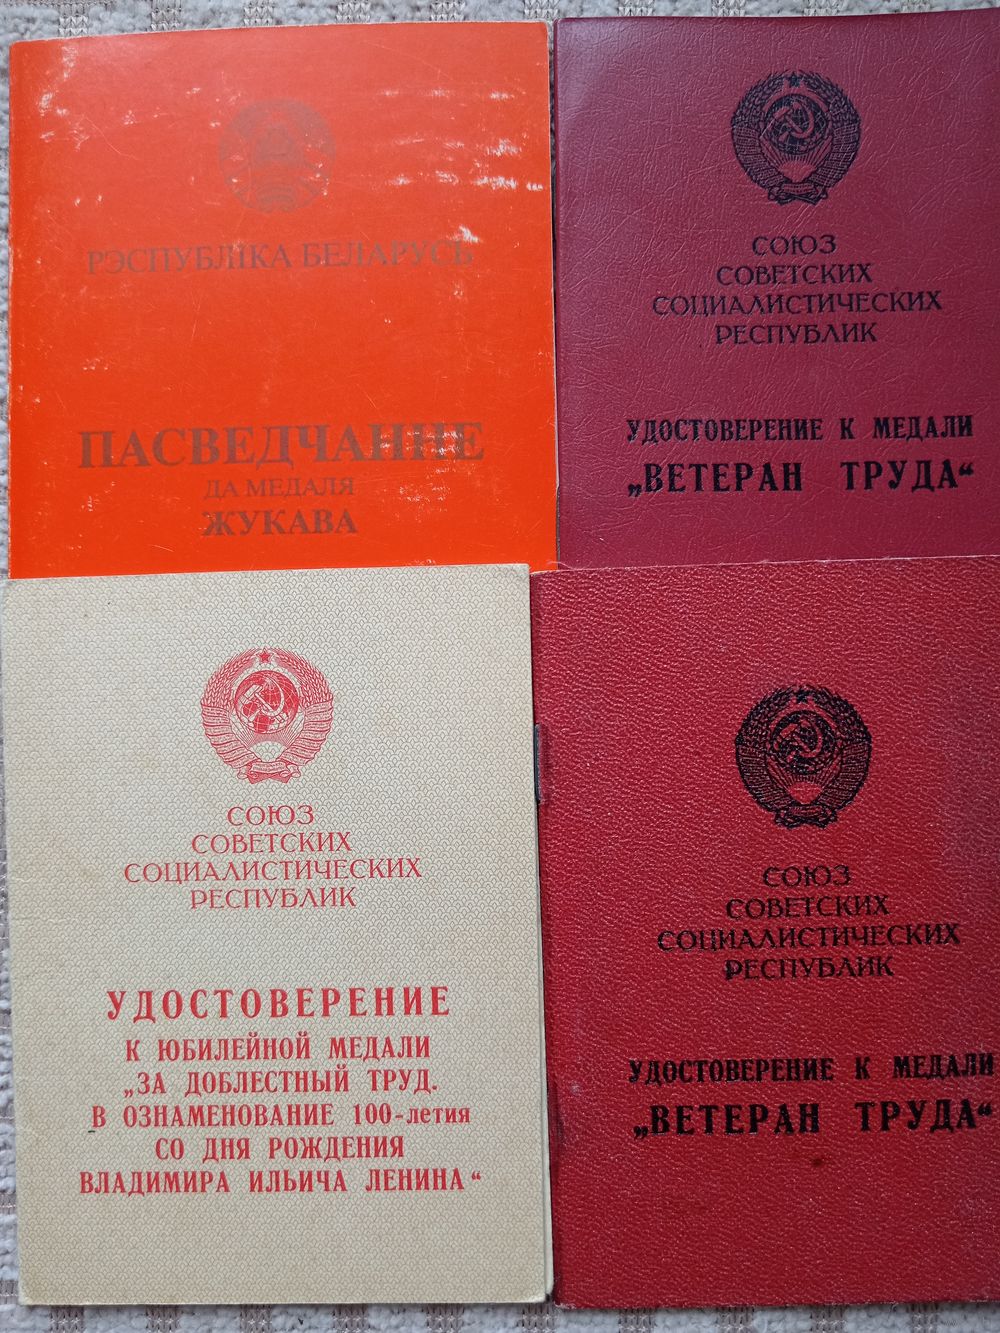 РЭСПУБЛІКА БЕЛАРУСЬ
ПАСВЕДЧАННЕ
ДА МЕДАЛЯ
ЖУКАВА
СОЮЗ
СОВЕТСКИХ
СОЦИАЛИСТИЧЕСКИХ
РЕСПУБЛИК
УДОСТОВЕРЕНИЕ К МЕДАЛИ
„ВЕТЕРАН ТРУДА“
СОЮЗ
СОВЕТСКИХ
СОЦИАЛИСТИЧЕСКИХ
РЕСПУБЛИК
УДОСТОВЕРЕНИЕ
К ЮБИЛЕЙНОЙ МЕДАЛИ
„ЗА ДОБЛЕСТНЫЙ ТРУД.
В ОЗНАМЕНОВАНИЕ 100-летия
СО ДНЯ РОЖДЕНИЯ
ВЛАДИМИРА ИЛЬИЧА ЛЕНИНА“
СОЮЗ
СОВЕТСКИХ
СОЦИАЛИСТИЧЕСКИХ
РЕСПУБЛИК
УДОСТОВЕРЕНИЕ К МЕДАЛИ
„ВЕТЕРАН ТРУДА“